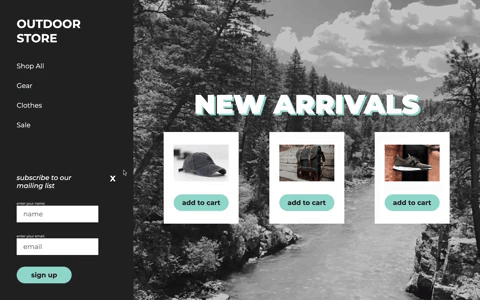 OUTDOOR
STORE
Shop All
Gear
Clothes
Sale
subscribe to our
mailing list
X
enter your name:
name
enter your email:
email
sign up
NEW ARRIVALS
add to cart
add to cart
add to cart